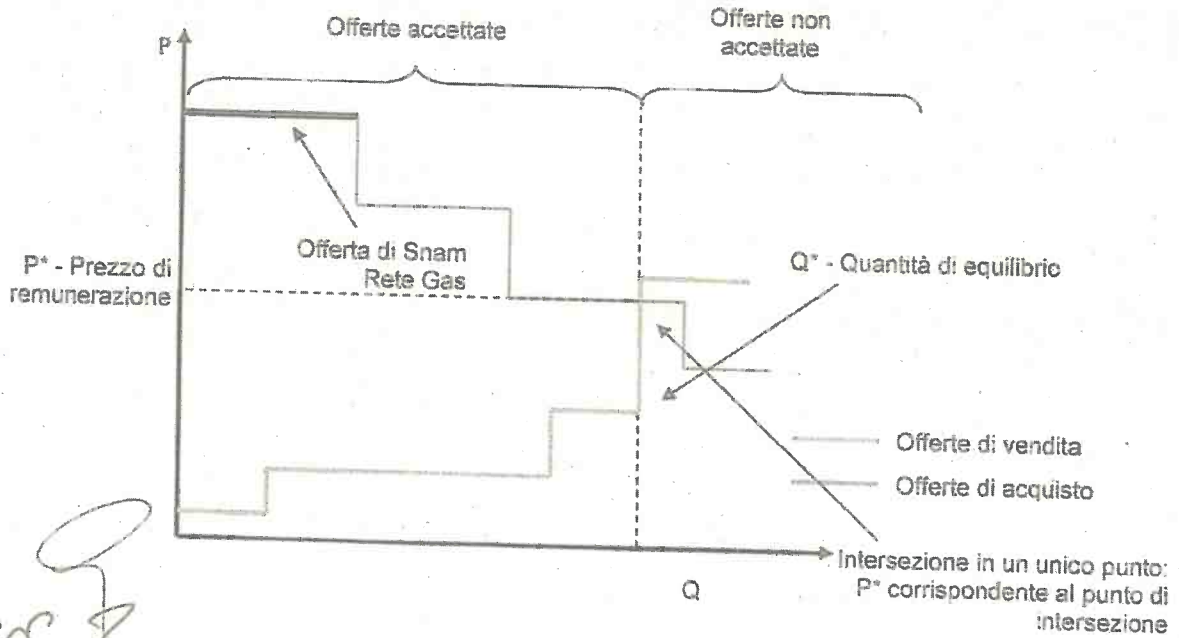 Offerte accettate
Offerte non
accettate
P
Offerta di Snam
Rete Gas
P* - Prezzo di
remunerazione
Q* - Quantità di equilibrio
Offerte di vendita
Offerte di acquisto
Q
Intersezione in un unico punto:
P* corrispondente al punto di
intersezione